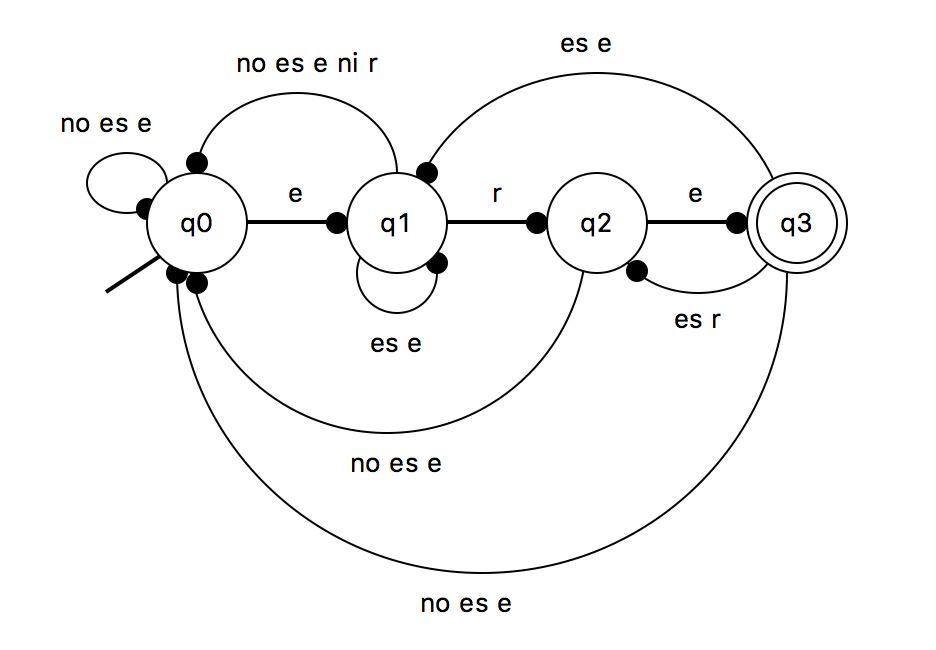 es e
no es e ni r
no es e
e
r
e
q0
q1
q2
q3
es r
es e
no es e
no es e